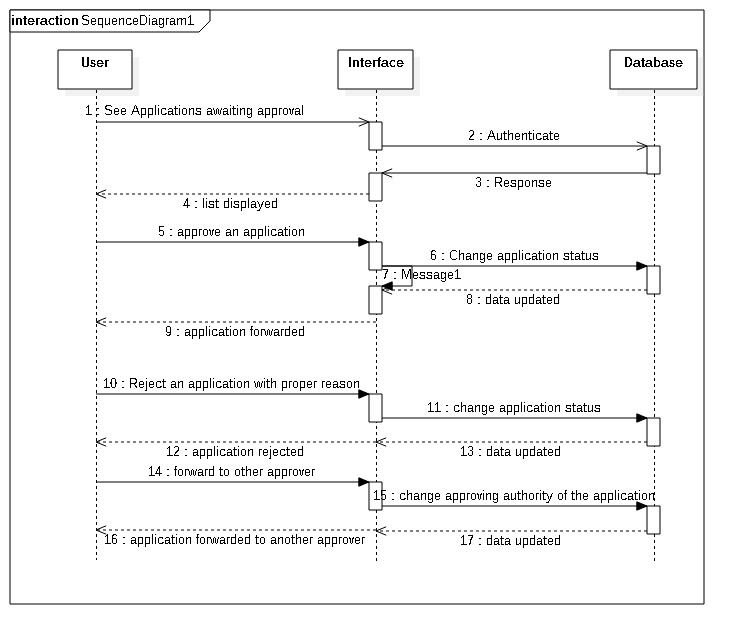 interaction SequenceDiagram1
User
Interface
Database
1 : See Applications awaiting approval
2 : Authenticate
3 : Response
4 : list displayed
5 : approve an application
6 : Change application status
7 : Message1
8 : data updated
9 : application forwarded
10 : Reject an application with proper reason
11 : change application status
12 : application rejected
13 : data updated
14 : forward to other approver
15 : change approving authority of the application
16 : application forwarded to another approver
17 : data updated